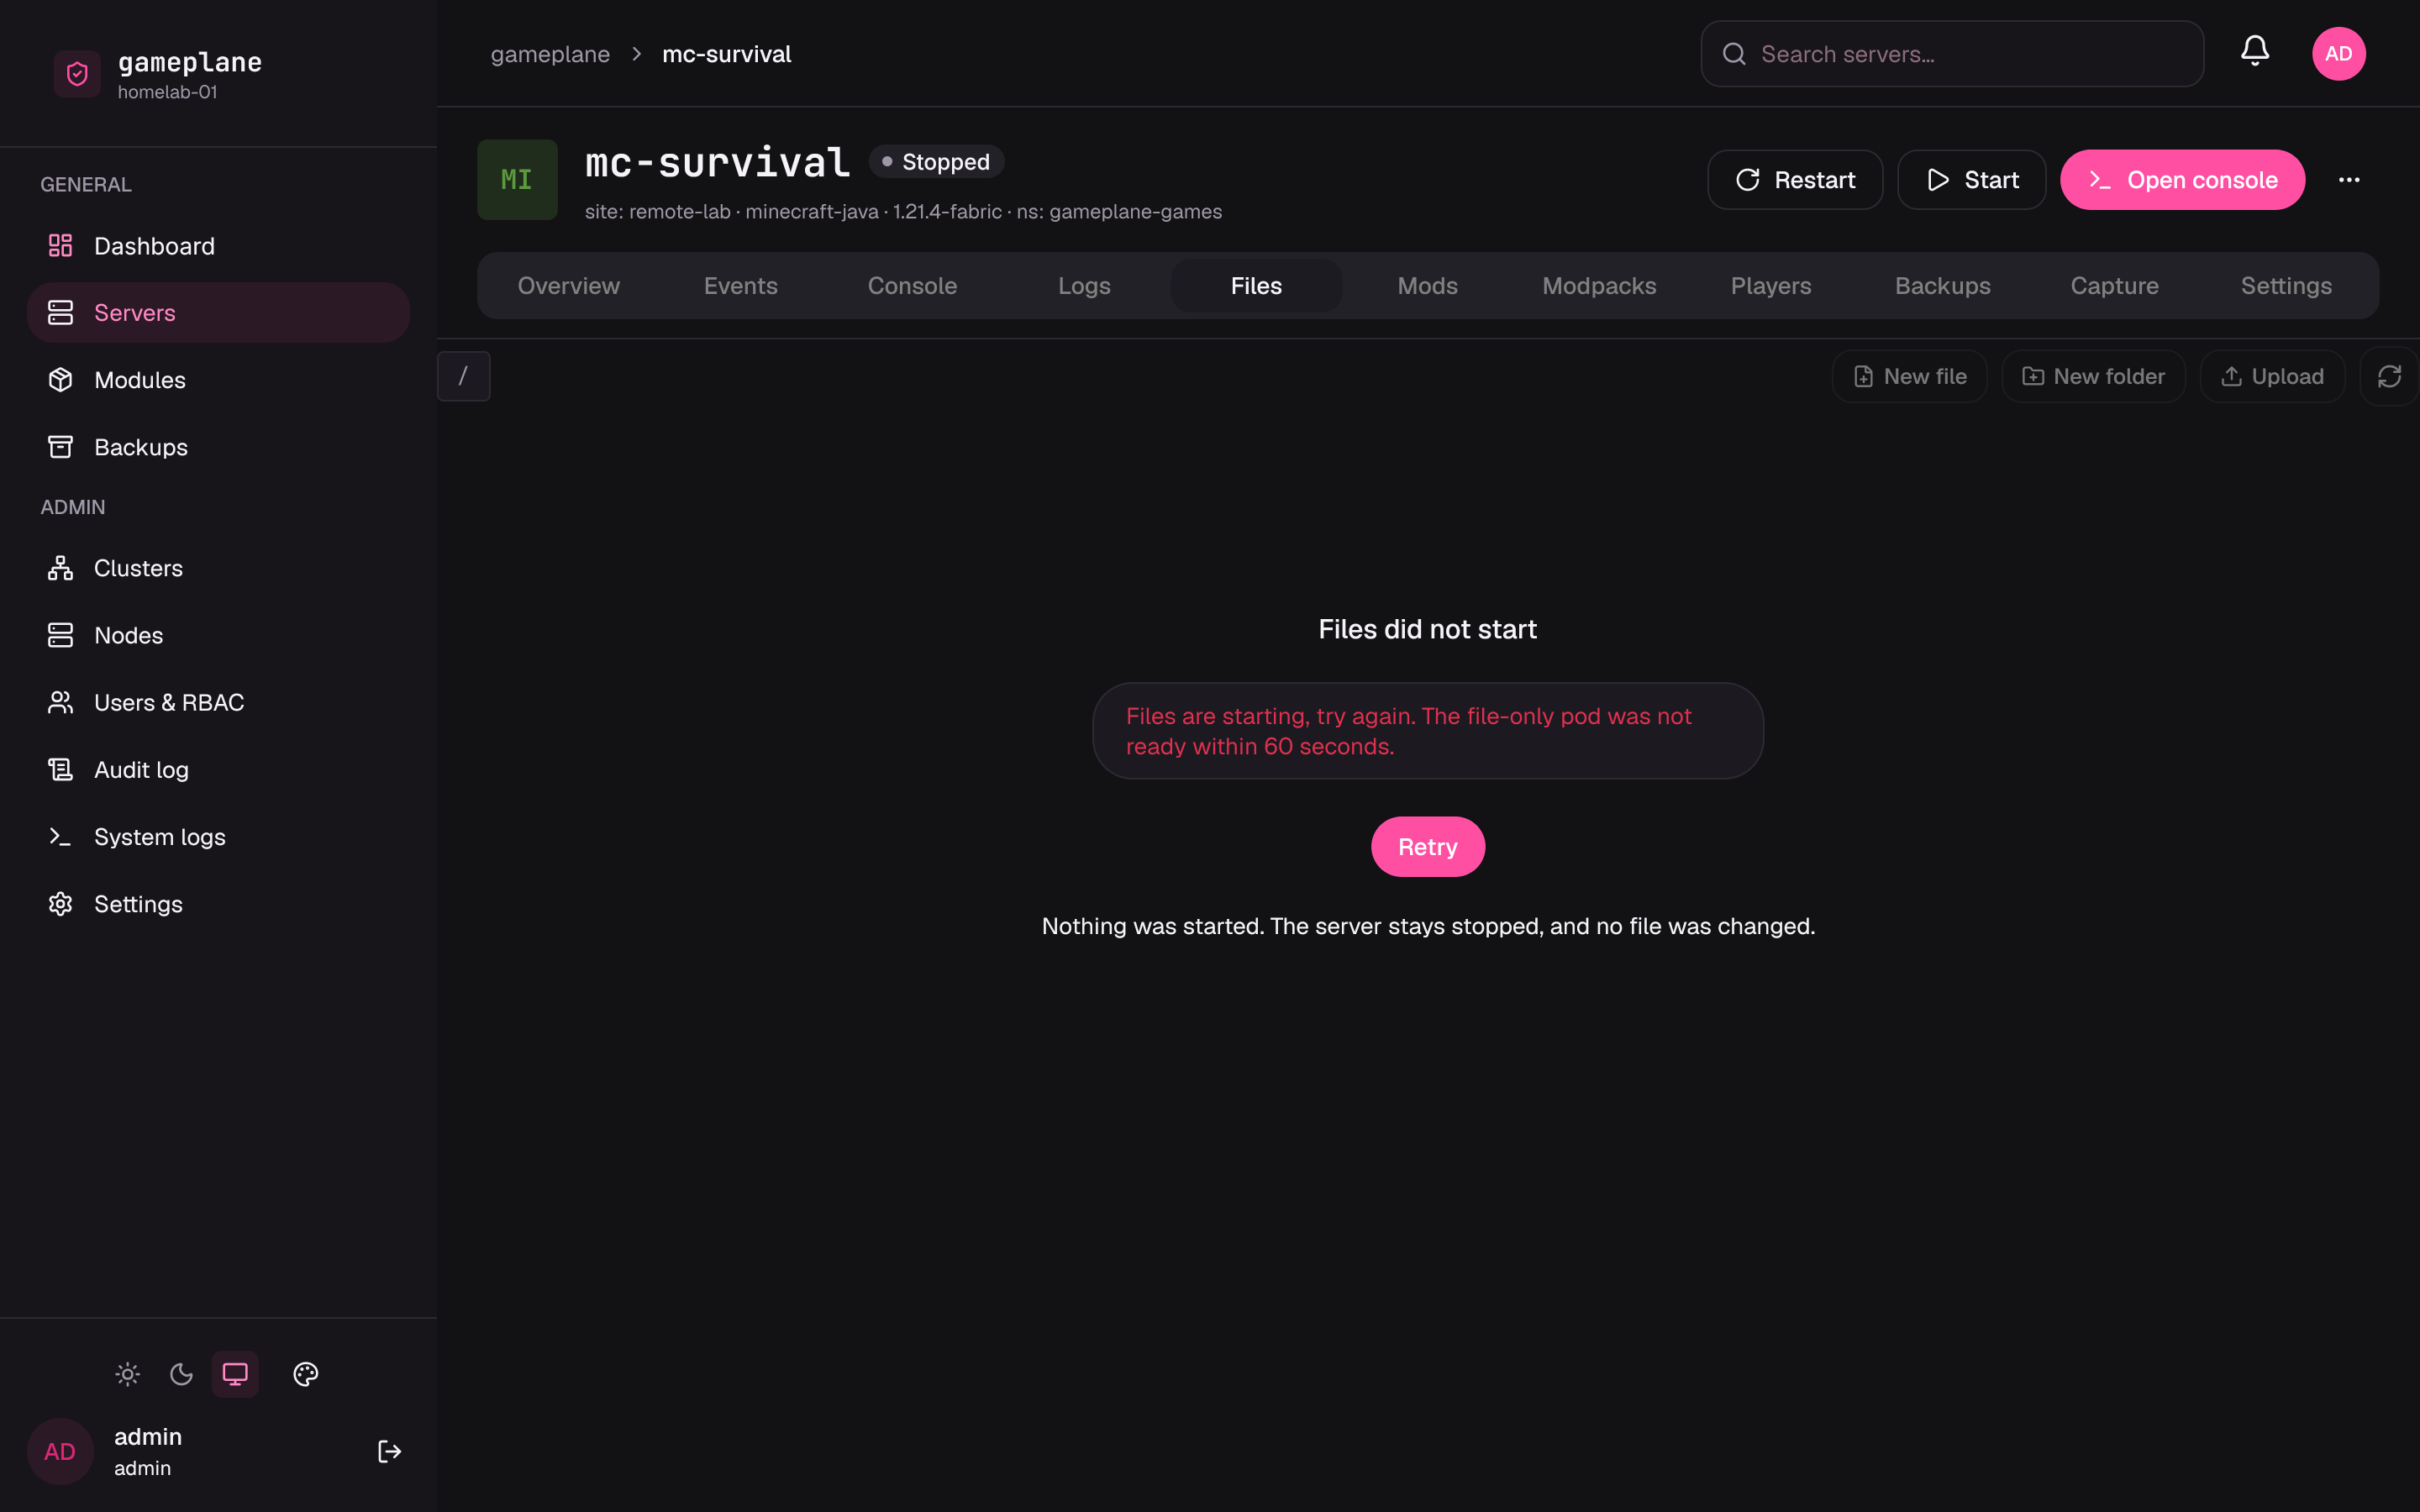 gameplane
homelab-01
GENERAL
Dashboard
Servers
Modules
Backups
ADMIN
Clusters
Nodes
Users & RBAC
Audit log
System logs
Settings
AD
admin
admin
gameplane
mc-survival
Search servers...
AD
MI
mc-survival
Stopped
site: remote-lab · minecraft-java · 1.21.4-fabric · ns: gameplane-games
Restart
Start
Open console
Overview
Events
Console
Logs
Files
Mods
Modpacks
Players
Backups
Capture
Settings
/
New file
New folder
Upload
Files did not start
Files are starting, try again. The file-only pod was not
ready within 60 seconds.
Retry
Nothing was started. The server stays stopped, and no file was changed.